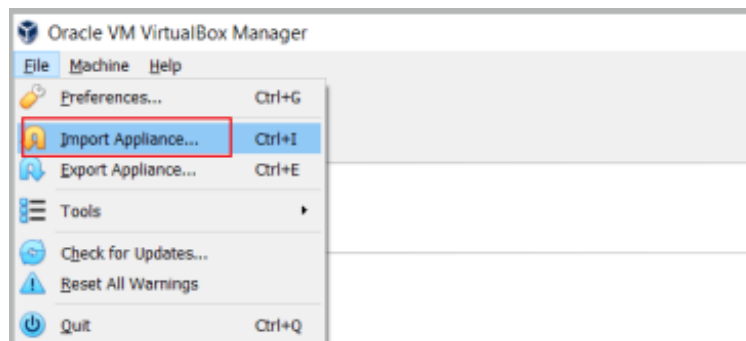 Oracle VM VirtualBox Manager
File Machine Help
Preferences... Ctrl+G
Import Appliance... Ctrl+I
Export Appliance... Ctrl+E
Tools
Check for Updates...
Reset All Warnings
Quit Ctrl+Q